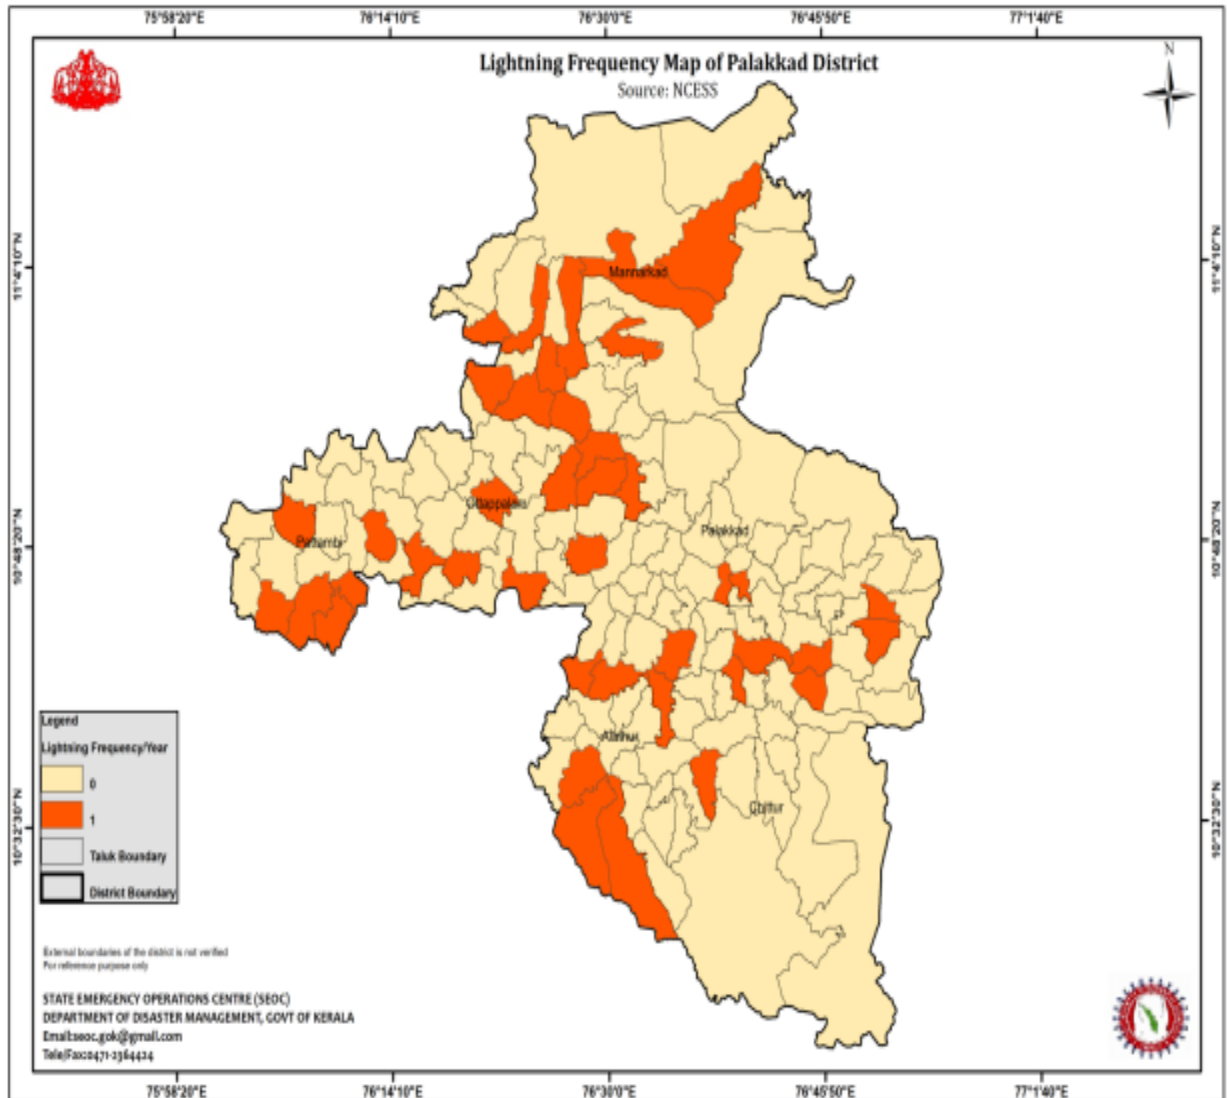 75°58'20"E 76°14'10"E 76°30'0"E 76°45'50"E 77°1'40"E
Lightning Frequency Map of Palakkad District
Source: NCESS
N
11°4'10"N 11°4'10"N
Mannarkad
Ottappalam
10°48'20"N 10°48'20"N
Palakkad
Pattambi
Legend
Lightning Frequency/Year
0
1
Taluk Boundary
District Boundary
Alathur
Chittur
10°32'30"N 10°32'30"N
External boundaries of the district is not verified
For reference purpose only
STATE EMERGENCY OPERATIONS CENTRE (SEOC)
DEPARTMENT OF DISASTER MANAGEMENT, GOVT OF KERALA
Email:seoc.gok@gmail.com
Tele/Fax:0471-2364424
75°58'20"E 76°14'10"E 76°30'0"E 76°45'50"E 77°1'40"E